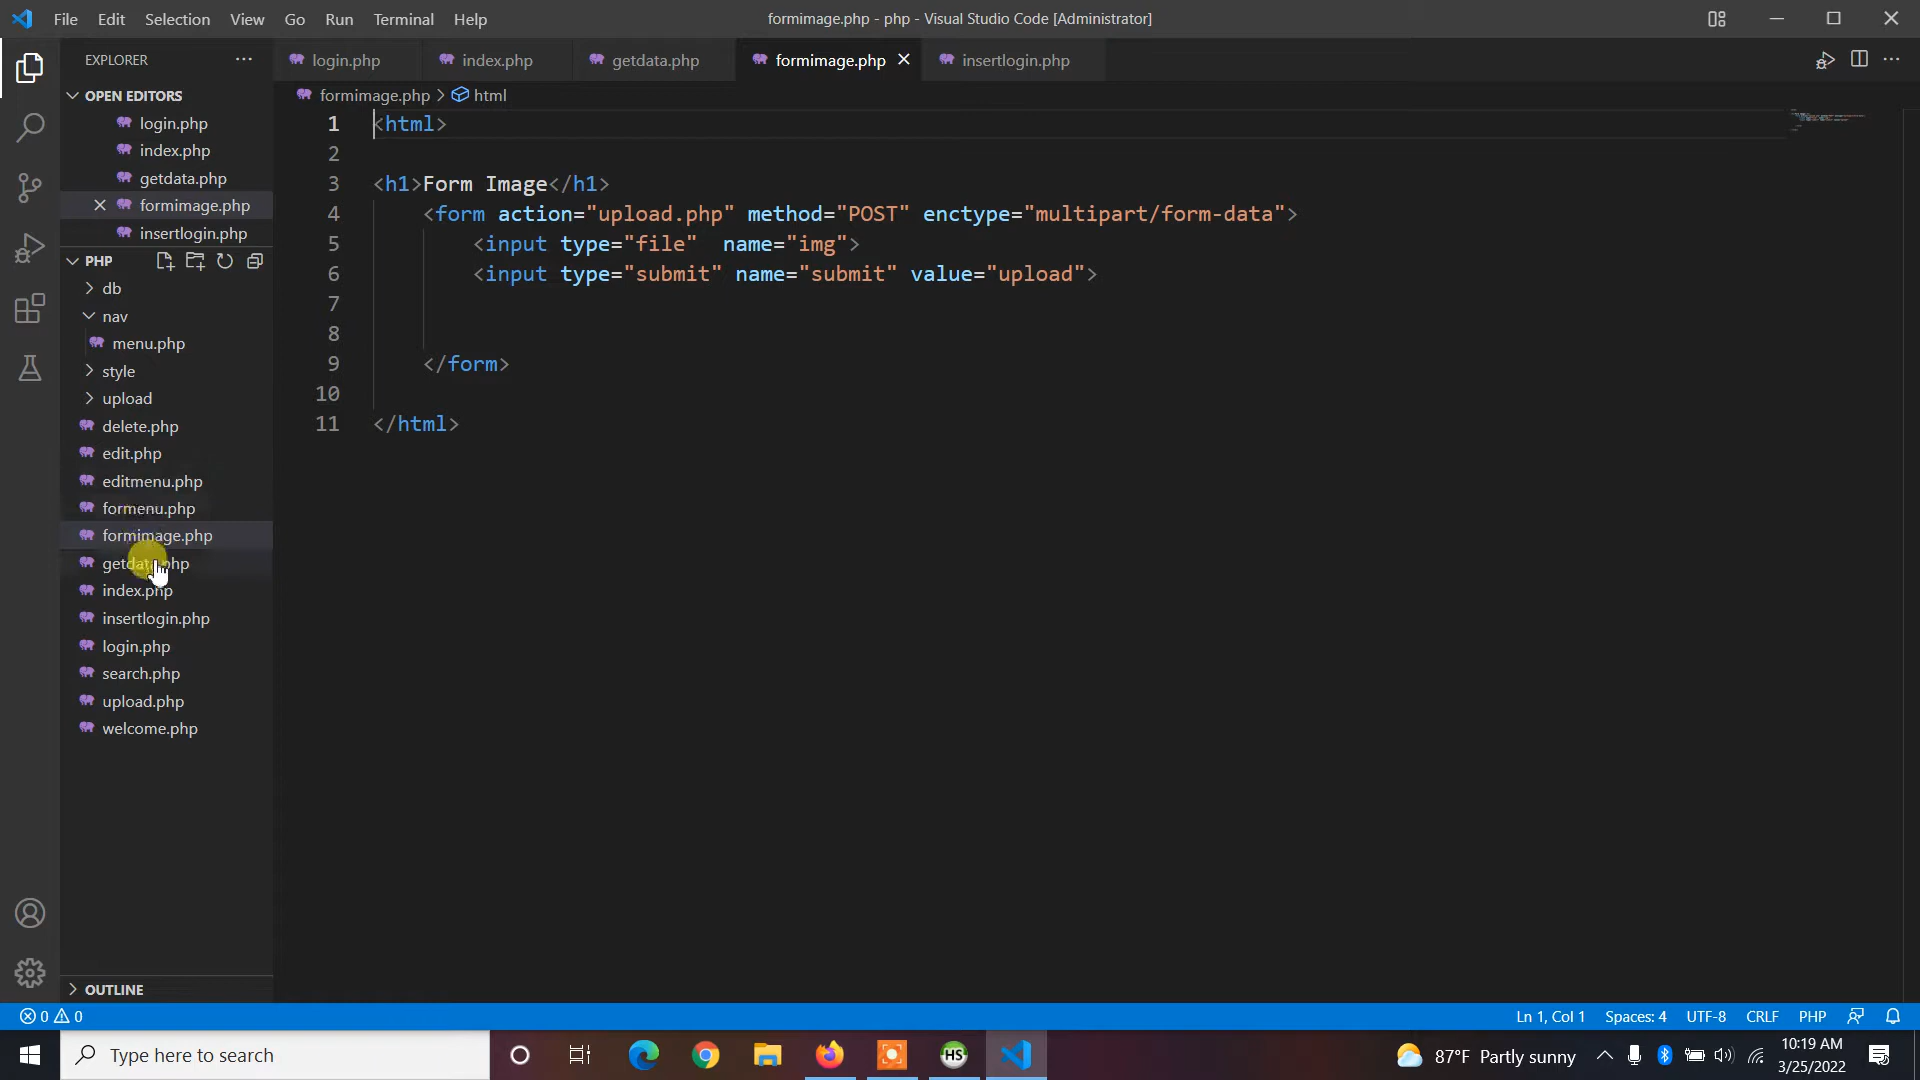 File Edit Selection View Go Run Terminal Help
formimage.php - php - Visual Studio Code [Administrator]
EXPLORER
login.php index.php getdata.php formimage.php insertlogin.php
OPEN EDITORS
login.php
index.php
getdata.php
formimage.php
insertlogin.php
PHP
db
nav
menu.php
style
upload
delete.php
edit.php
editmenu.php
formenu.php
formimage.php
getdata.php
index.php
insertlogin.php
login.php
search.php
upload.php
welcome.php
OUTLINE
formimage.php > html
1 <html>
2
3 <h1>Form Image</h1>
4 <form action="upload.php" method="POST" enctype="multipart/form-data">
5 <input type="file"  name="img">
6 <input type="submit" name="submit" value="upload">
7
8
9 </form>
10
11 </html>
0 0
Ln 1, Col 1 Spaces: 4 UTF-8 CRLF PHP
Type here to search
HS
87°F Partly sunny
10:19 AM
3/25/2022